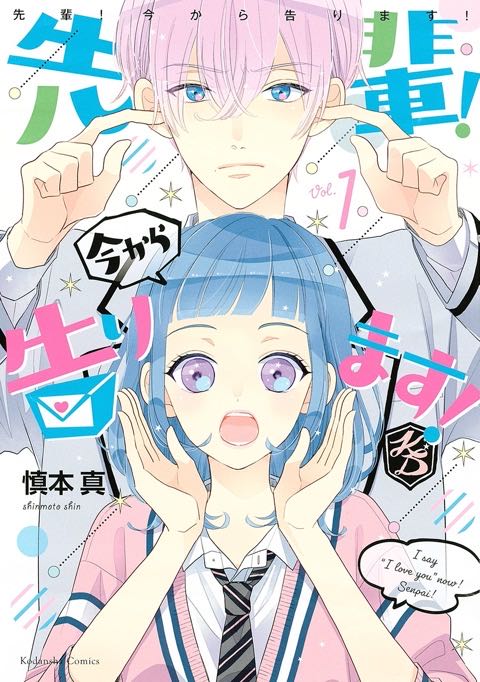 先輩！今から告ります！
先輩!
vol.1
今から
告ります!
KD
慎本真
shinmoto shin
I say
"I love you" now!
Senpai!
Kodansha Comics